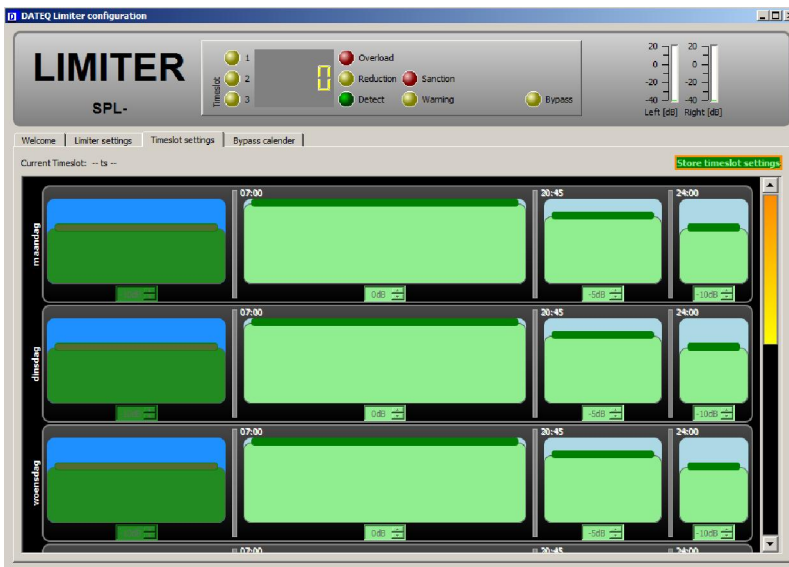 DATEQ Limiter configuration
LIMITER
SPL-
Timeslot
1
2
3
0
Overload
Reduction
Sanction
Detect
Warning
Bypass
20
0
-20
-40
Left [dB]
20
0
-20
-40
Right [dB]
Welcome
Limiter settings
Timeslot settings
Bypass calender
Current Timeslot: -- ts --
Store timeslot settings
maandag
07:00
20:45
24:00
0dB
-5dB
-10dB
dinsdag
07:00
20:45
24:00
0dB
-5dB
-10dB
woensdag
07:00
20:45
24:00
0dB
-5dB
-10dB
07:00
20:45
24:00